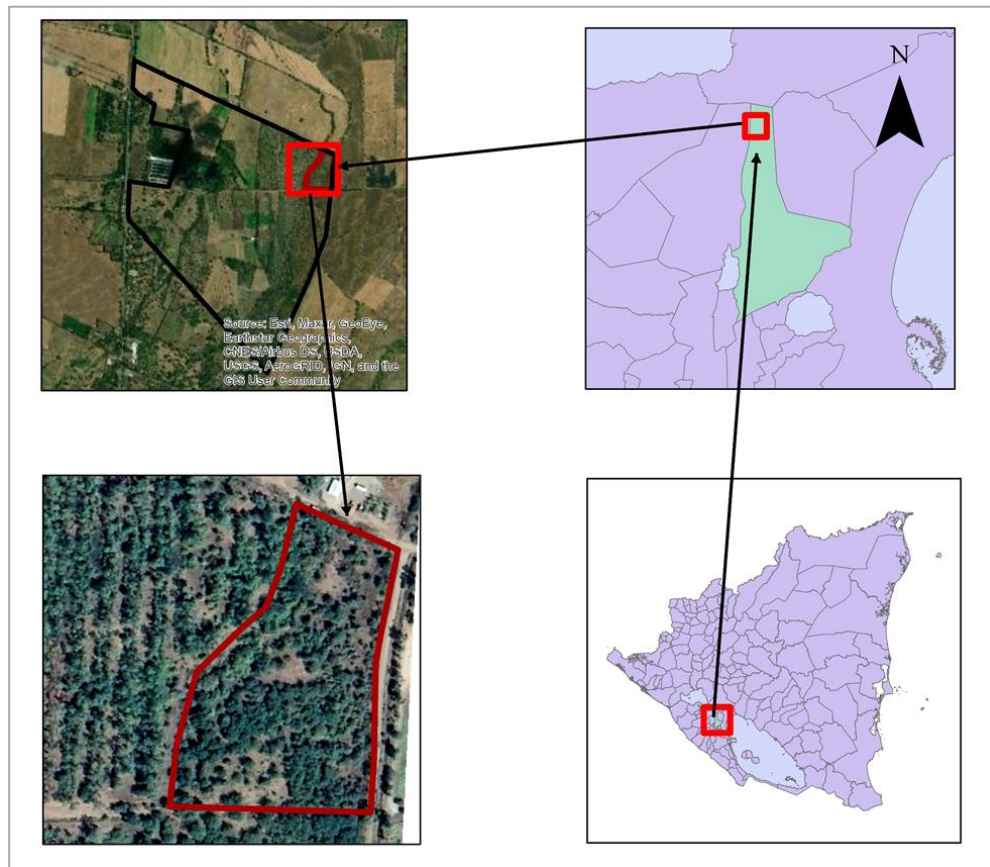 Source: Esri, Maxar, GeoEye,
Earthstar Geographics,
CNES/Airbus DS, USDA,
USGS, AeroGRID, IGN, and the
GIS User Community
N